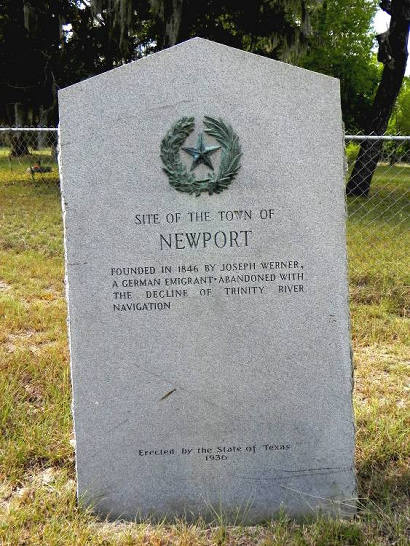 SITE OF THE TOWN OF
NEWPORT
FOUNDED IN 1846 BY JOSEPH WERNER,
A GERMAN EMIGRANT • ABANDONED WITH
THE DECLINE OF TRINITY RIVER
NAVIGATION
Erected by the State of Texas
1936